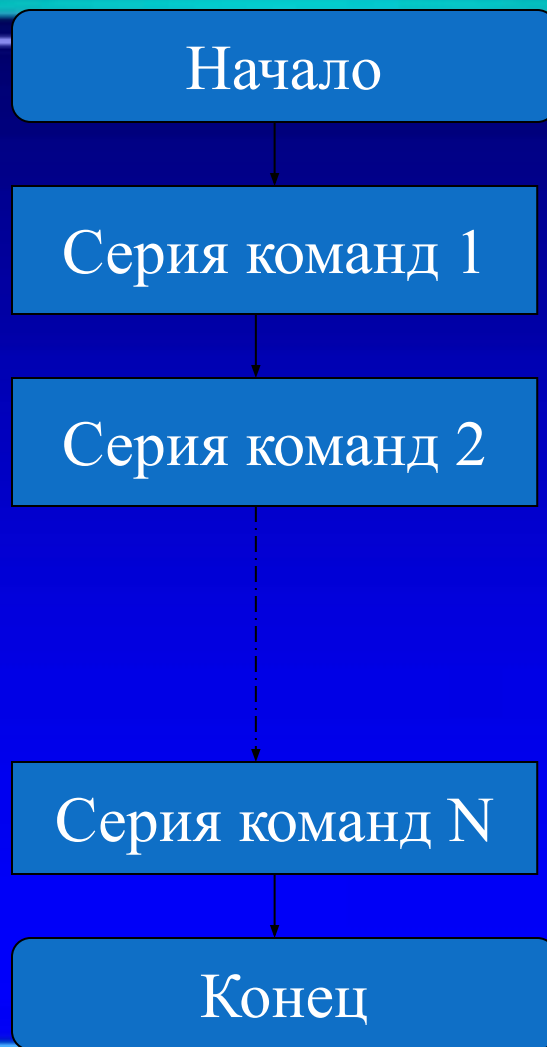 Начало
Серия команд 1
Серия команд 2
Серия команд N
Конец